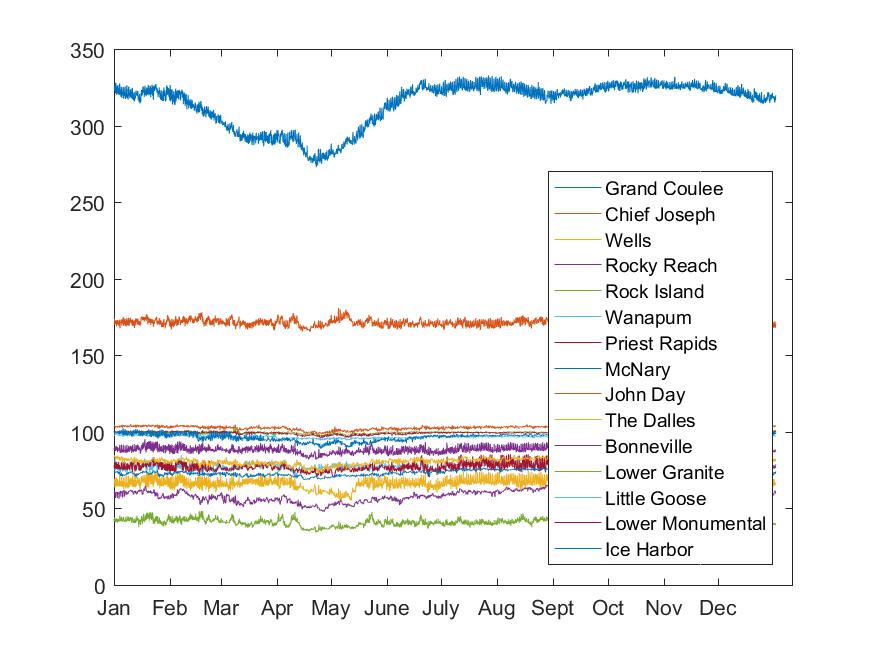 350
300
250
200
150
100
50
0
Jan Feb Mar Apr May June July Aug Sept Oct Nov Dec
Grand Coulee
Chief Joseph
Wells
Rocky Reach
Rock Island
Wanapum
Priest Rapids
McNary
John Day
The Dalles
Bonneville
Lower Granite
Little Goose
Lower Monumental
Ice Harbor